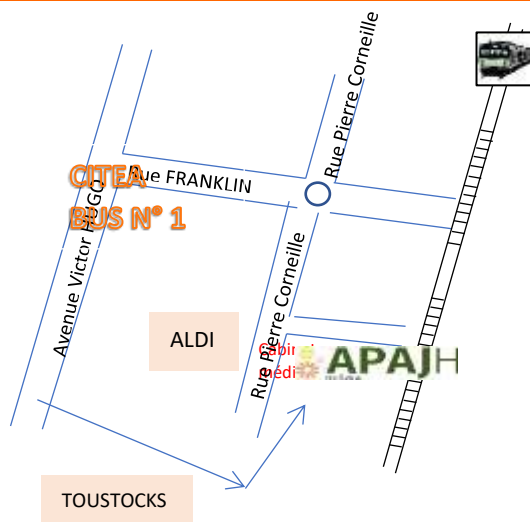 Rue Pierre Corneille
Rue FRANKLIN
CITEA
BUS N° 1
Avenue Victor HUGO
Rue Pierre Corneille
ALDI
APAJH
TOUSTOCKS